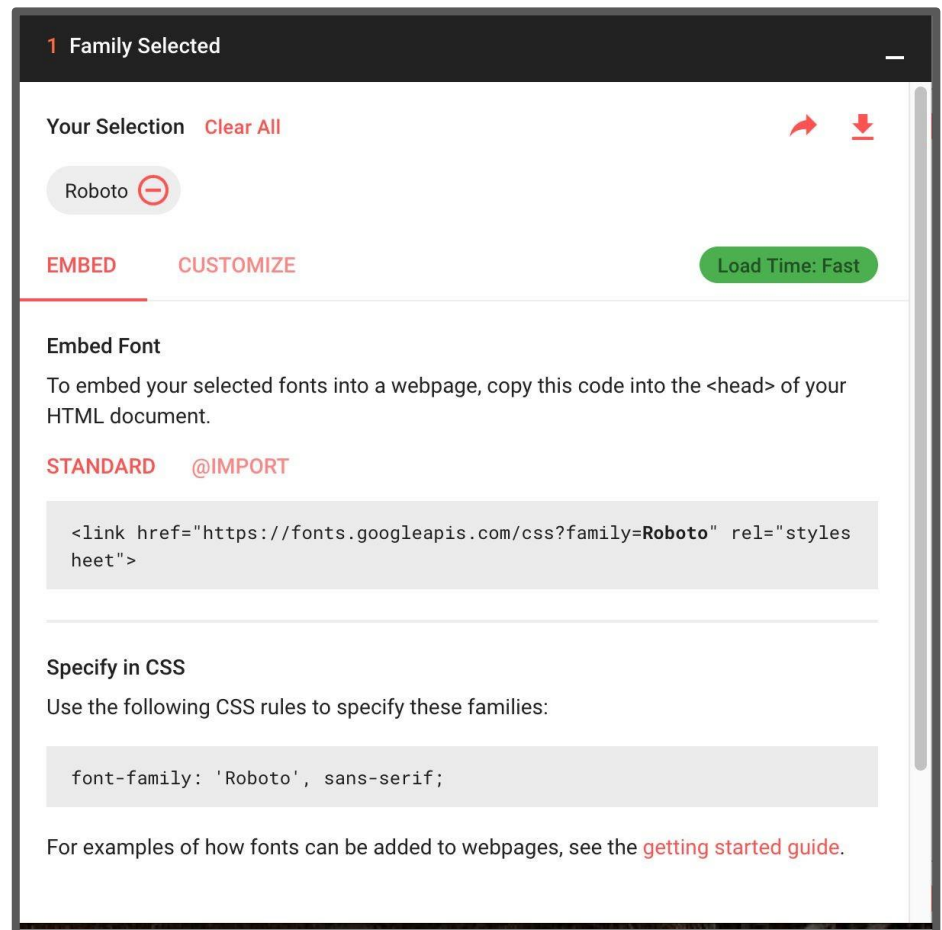 1 Family Selected
Your Selection Clear All
Roboto
EMBED CUSTOMIZE Load Time: Fast
Embed Font
To embed your selected fonts into a webpage, copy this code into the <head> of your
HTML document.
STANDARD @IMPORT
<link href="https://fonts.googleapis.com/css?family=Roboto" rel="styles
heet">
Specify in CSS
Use the following CSS rules to specify these families:
font-family: 'Roboto', sans-serif;
For examples of how fonts can be added to webpages, see the getting started guide.